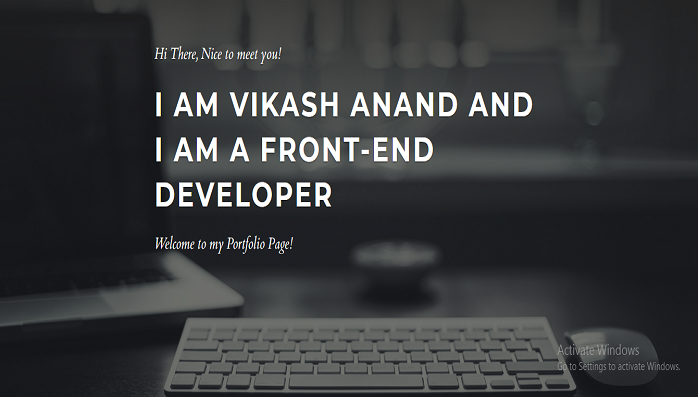 Hi There, Nice to meet you!
I AM VIKASH ANAND AND
I AM A FRONT-END
DEVELOPER
Welcome to my Portfolio Page!
Activate Windows
Go to Settings to activate Windows.